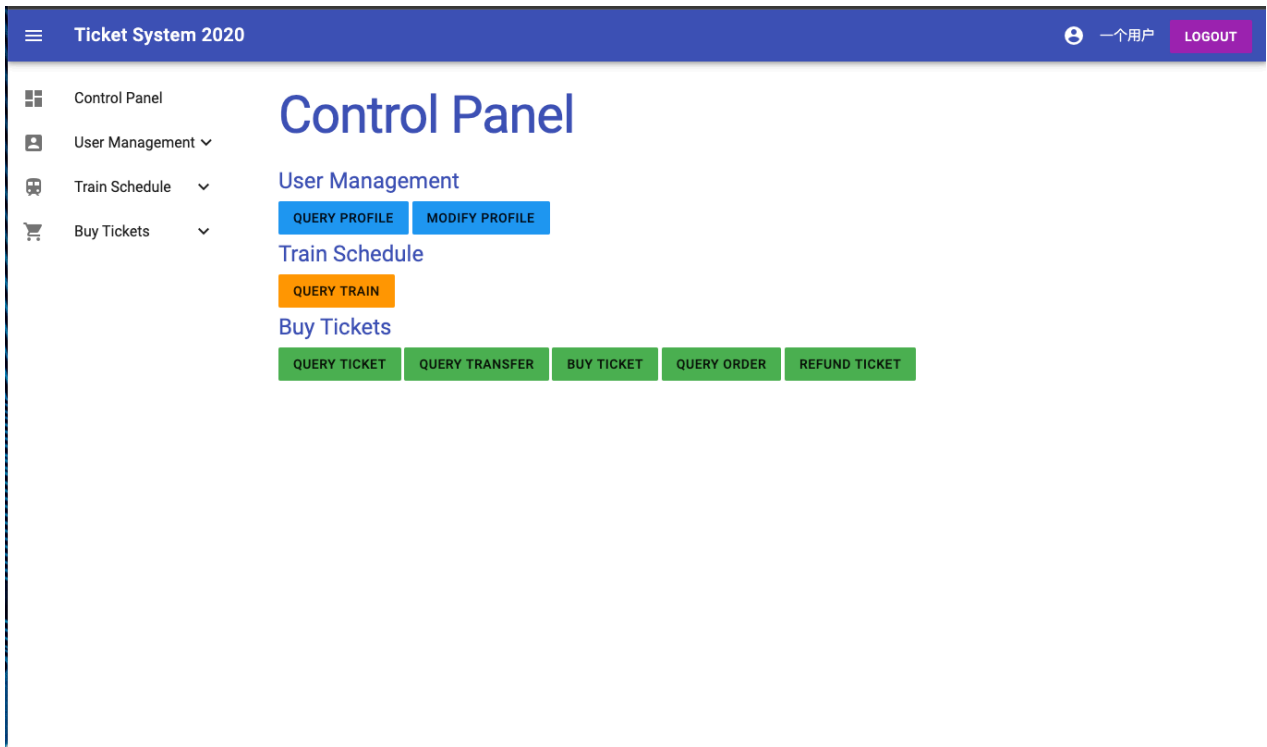 Ticket System 2020
一个用户
LOGOUT
Control Panel
User Management
Train Schedule
Buy Tickets
Control Panel
User Management
QUERY PROFILE MODIFY PROFILE
Train Schedule
QUERY TRAIN
Buy Tickets
QUERY TICKET QUERY TRANSFER BUY TICKET QUERY ORDER REFUND TICKET